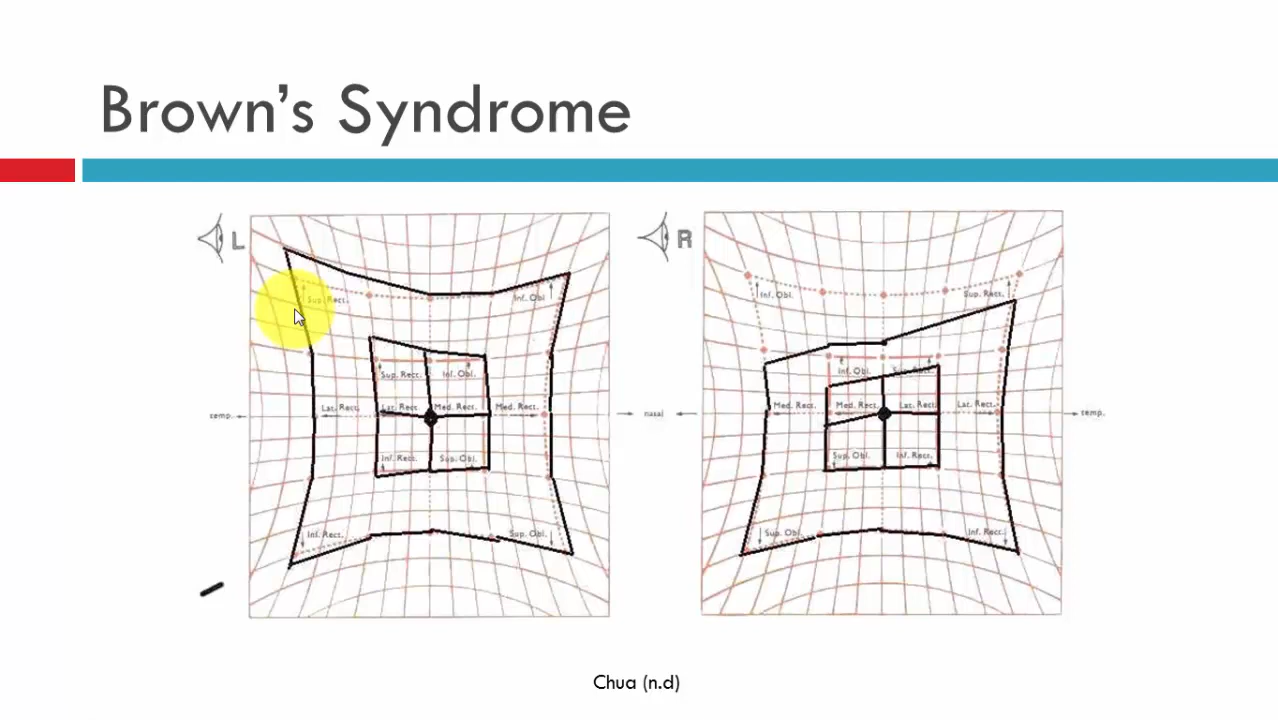 Brown's Syndrome
L
R
Sup. Rect.
Inf. Obl
Inf. Obl.
Sup. Rect.
Sup. Rect.
Inf. Obl.
Inf. Obl.
Sup. Rect.
temp.
Lat. Rect.
Lat. Rect.
Med. Rect.
Med. Rect.
nasal
Med. Rect.
Med. Rect.
Lat. Rect.
Lat. Rect.
temp.
Inf. Rect.
Sup. Obl.
Sup. Obl.
Inf. Rect.
Inf. Rect.
Sup. Obl.
Sup. Obl.
Inf. Rect.
Chua (n.d)